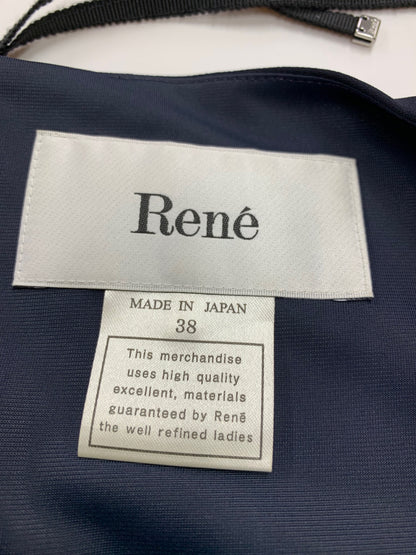 René
MADE IN JAPAN
38
This merchandise
uses high quality
excellent, materials
guaranteed by René
the well refined ladies